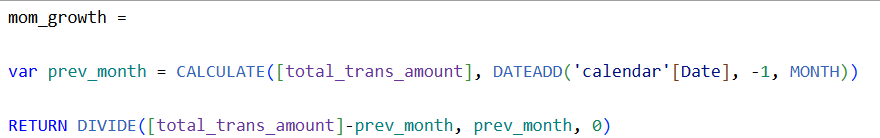 mom_growth =
var prev_month = CALCULATE([total_trans_amount], DATEADD('calendar'[Date], -1, MONTH))
RETURN DIVIDE([total_trans_amount]-prev_month, prev_month, 0)